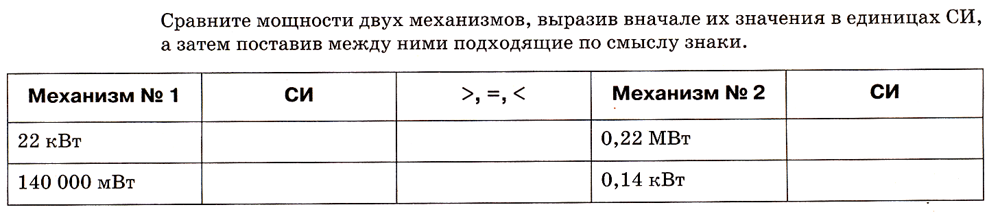 Сравните мощности двух механизмов, выразив вначале их значения в единицах СИ,
а затем поставив между ними подходящие по смыслу знаки.
Механизм № 1 СИ >, =, < Механизм № 2 СИ
22 кВт 0,22 МВт
140 000 мВт 0,14 кВт